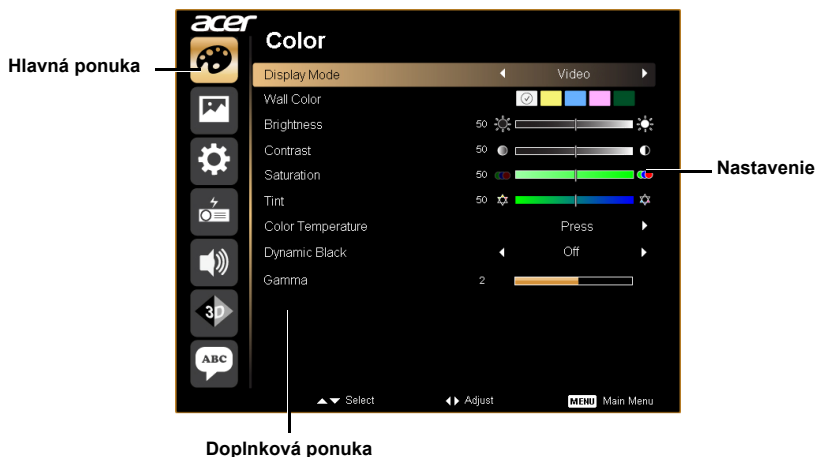 acer
Color
Hlavná ponuka
Display Mode Video
Wall Color
Brightness 50
Contrast 50
Saturation 50
Nastavenie
Tint 50
Color Temperature Press
Dynamic Black Off
Gamma 2
3D
ABC
Select Adjust MENU Main Menu
Doplnková ponuka